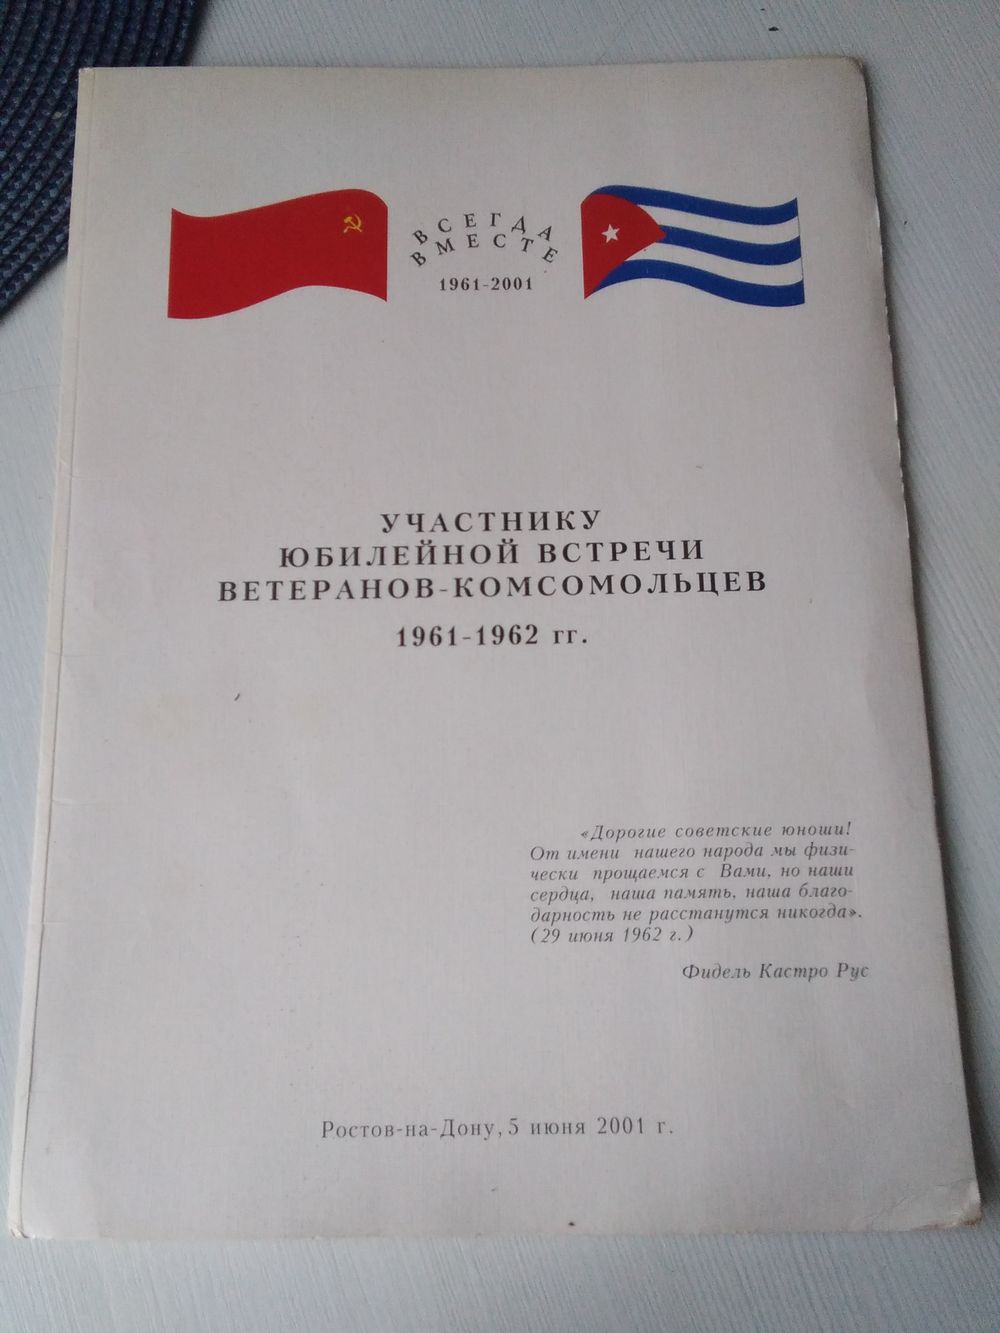 ВСЕГДА
ВМЕСТЕ
1961-2001
УЧАСТНИКУ
ЮБИЛЕЙНОЙ ВСТРЕЧИ
ВЕТЕРАНОВ-КОМСОМОЛЬЦЕВ
1961-1962 гг.
«Дорогие советские юноши!
От имени нашего народа мы физи-
чески прощаемся с Вами, но наши
сердца, наша память, наша благо-
дарность не расстанутся никогда».
(29 июня 1962 г.)
Фидель Кастро Рус
Ростов-на-Дону, 5 июня 2001 г.